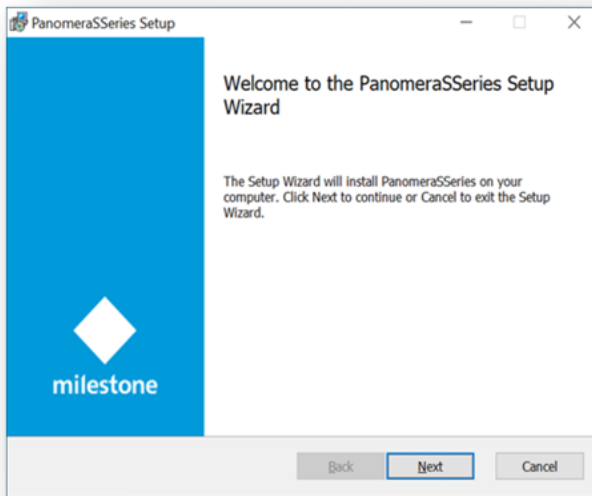 PanomeraSSeries Setup
Welcome to the PanomeraSSeries Setup
Wizard
The Setup Wizard will install PanomeraSSeries on your
computer. Click Next to continue or Cancel to exit the Setup
Wizard.
milestone
Back Next Cancel